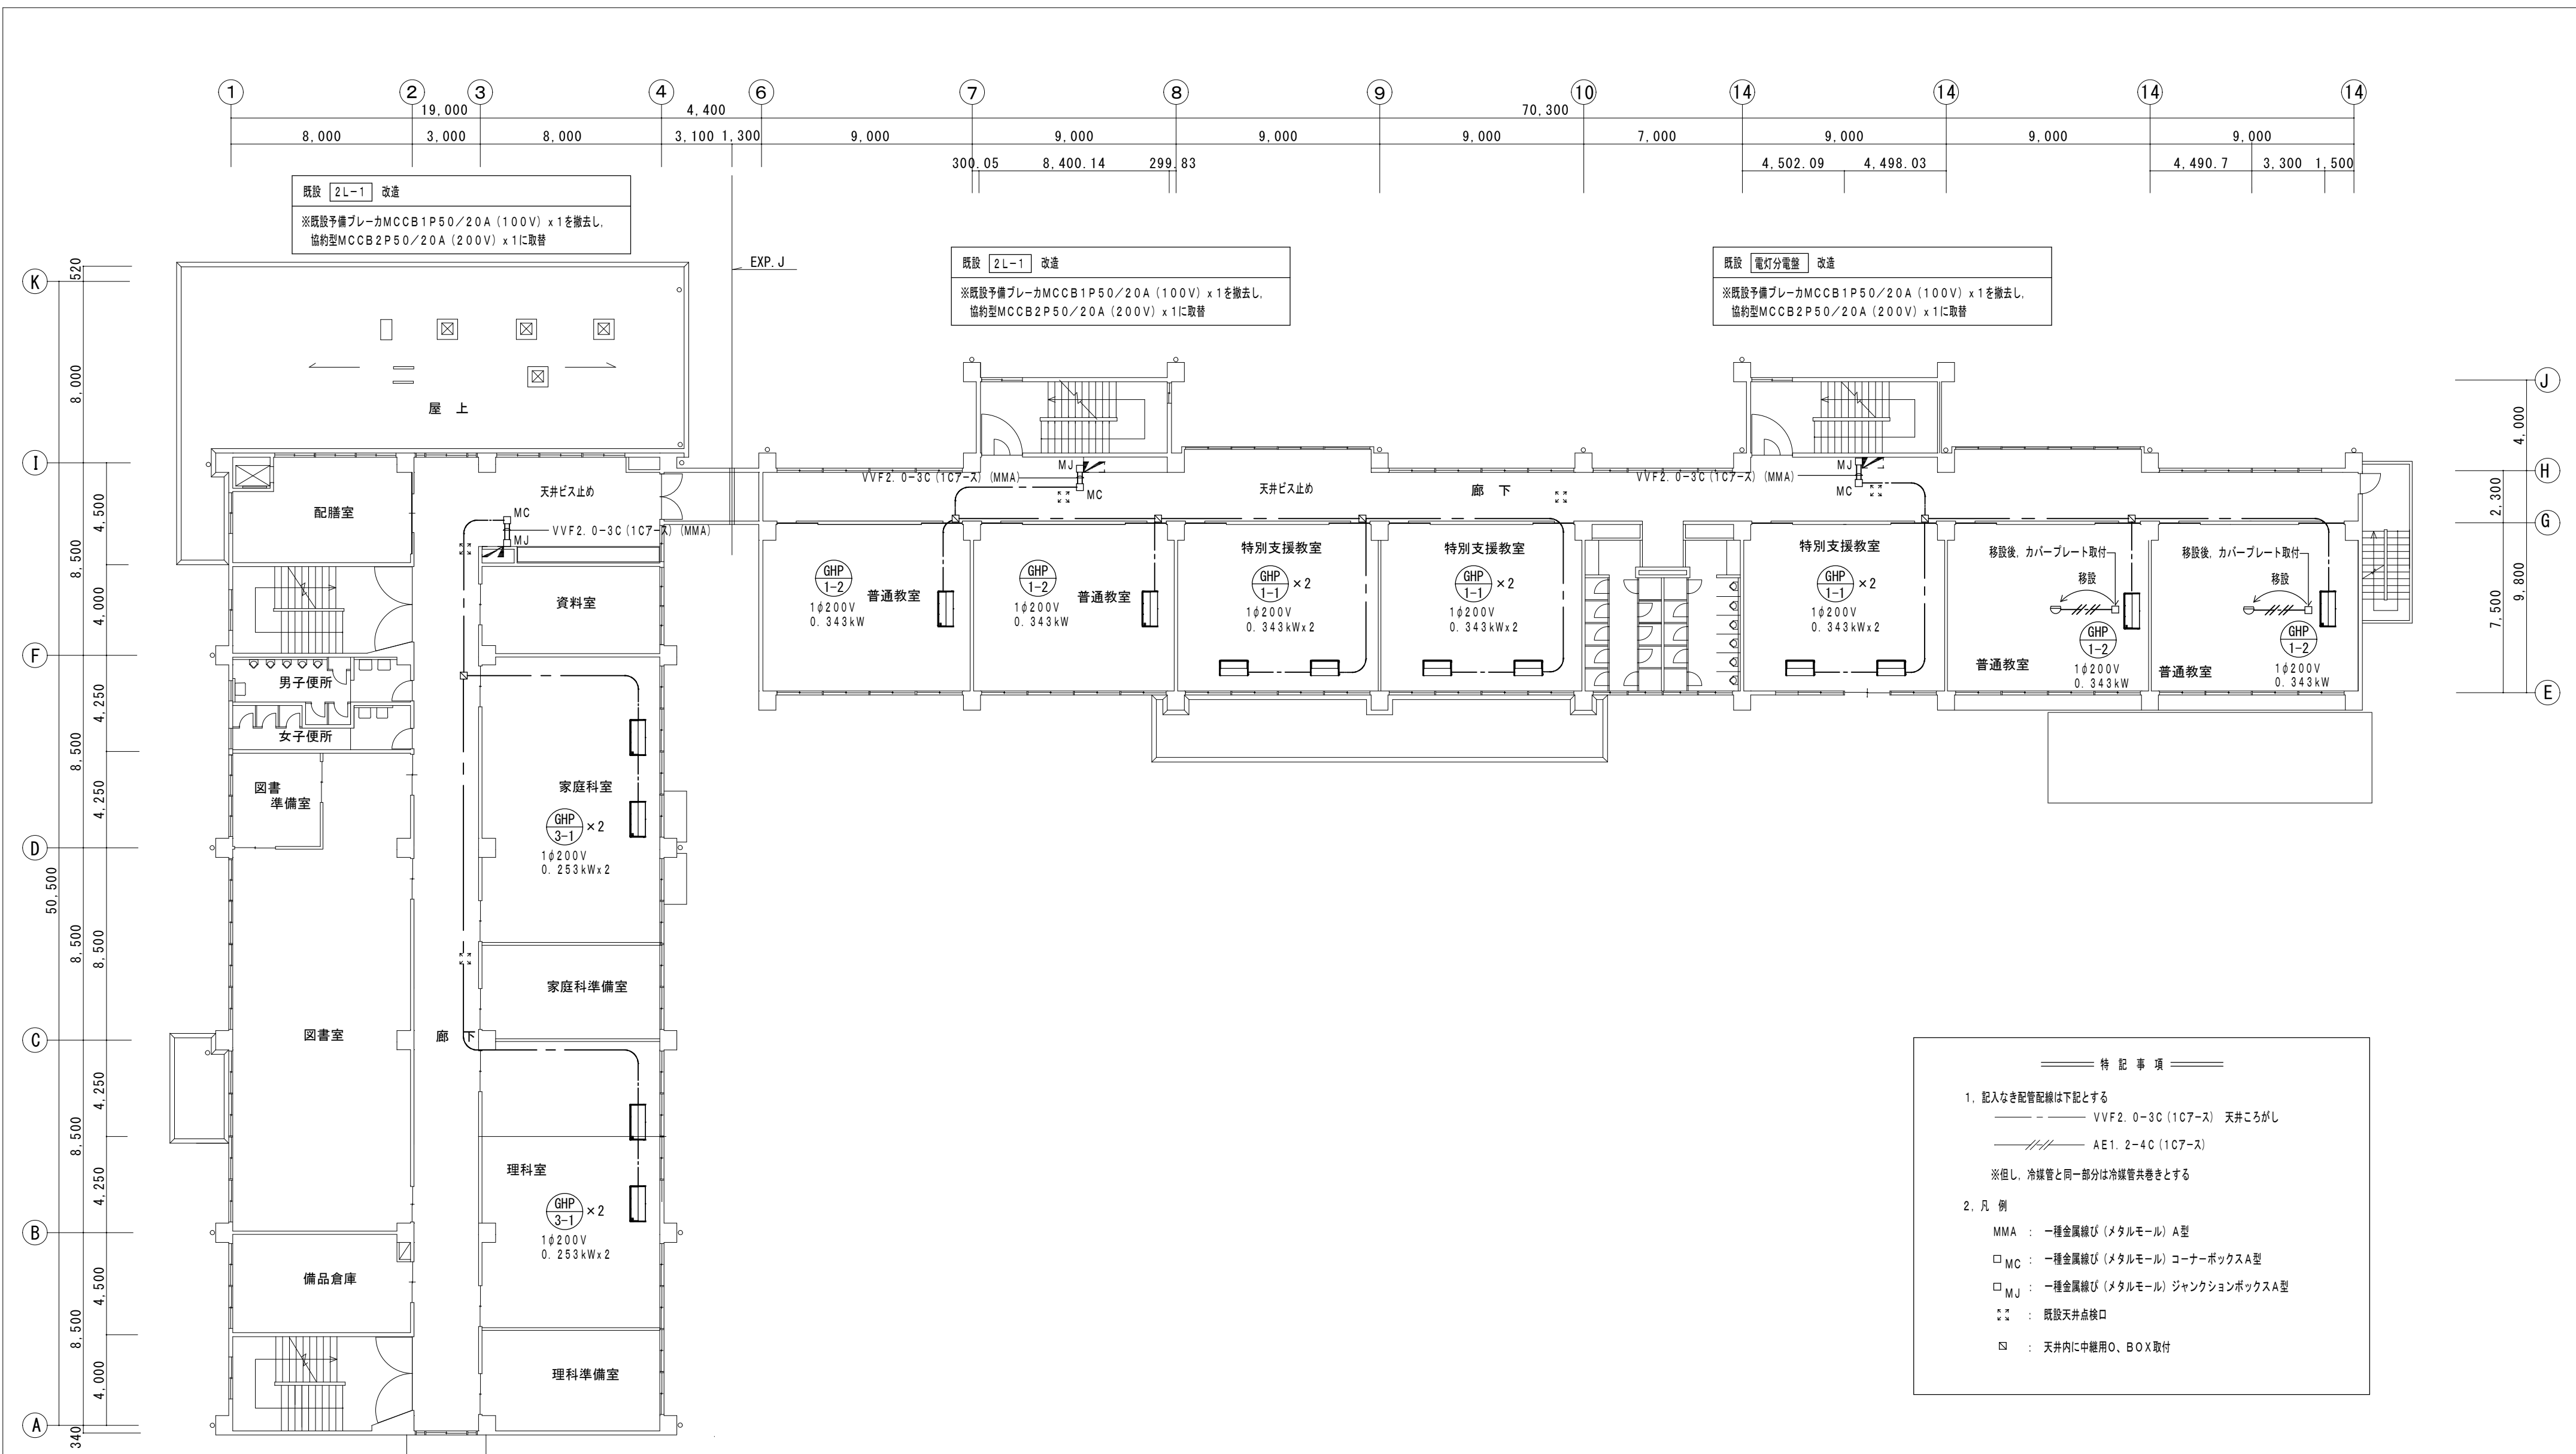 1 2 3 4 6 7 8 9 10 14 14 14 14
19,000 4,400 70,300
8,000 3,000 8,000 3,100 1,300 9,000 9,000 9,000 9,000 7,000 9,000 9,000 9,000
300.05 8,400.14 299.83 4,502.09 4,498.03 4,490.7 3,300 1,500
既設 2L-1 改造
※既設予備ブレーカMCCB1P50/20A(100V)x1を撤去し、
協約型MCCB2P50/20A(200V)x1に取替
既設 2L-1 改造
※既設予備ブレーカMCCB1P50/20A(100V)x1を撤去し、
協約型MCCB2P50/20A(200V)x1に取替
既設 電灯分電盤 改造
※既設予備ブレーカMCCB1P50/20A(100V)x1を撤去し、
協約型MCCB2P50/20A(200V)x1に取替
EXP.J
K
I
F
D
C
B
A
J
H
G
E
520
8,000
8,500
8,500
8,500
8,500
8,500
340
50,500
4,500
4,000
4,250
4,250
8,500
4,250
4,250
4,500
4,000
4,000
2,300
7,500
9,800
屋 上
配膳室
天井ビス止め
MC
VVF2.0-3C(1Cアース)(MMA)
MJ
資料室
男子便所
女子便所
図書
準備室
家庭科室
GHP
3-1
×2
1φ200V
0.253kWx2
家庭科準備室
図書室
廊 下
理科室
GHP
3-1
×2
1φ200V
0.253kWx2
備品倉庫
理科準備室
MJ
VVF2.0-3C(1Cアース)(MMA)
MC
天井ビス止め
廊 下
VVF2.0-3C(1Cアース)(MMA)
MJ
MC
GHP
1-2
普通教室
1φ200V
0.343kW
GHP
1-2
普通教室
1φ200V
0.343kW
特別支援教室
GHP
1-1
×2
1φ200V
0.343kWx2
特別支援教室
GHP
1-1
×2
1φ200V
0.343kWx2
特別支援教室
GHP
1-1
×2
1φ200V
0.343kWx2
移設後、カバープレート取付
移設
GHP
1-2
普通教室
1φ200V
0.343kW
移設後、カバープレート取付
移設
GHP
1-2
普通教室
1φ200V
0.343kW
特 記 事 項
1、記入なき配管配線は下記とする
VVF2.0-3C(1Cアース) 天井ころがし
AE1.2-4C(1Cアース)
※但し、冷媒管と同一部分は冷媒管共巻きとする
2、凡 例
MMA : 一種金属線ぴ(メタルモール)A型
MC : 一種金属線ぴ(メタルモール)コーナーボックスA型
MJ : 一種金属線ぴ(メタルモール)ジャンクションボックスA型
: 既設天井点検口
: 天井内に中継用O、BOX取付